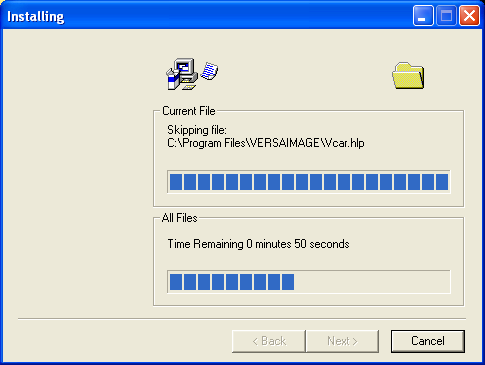 Installing
Current File
Skipping file:
C:\Program Files\VERSAIMAGE\Vcar.hlp
All Files
Time Remaining 0 minutes 50 seconds
< Back
Next >
Cancel